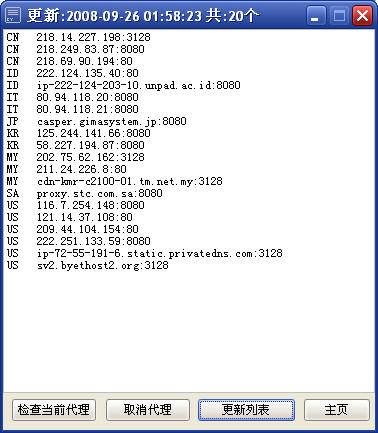 更新:2008-09-26 01:58:23 共:20个
CN 218.14.227.198:3128
CN 218.249.83.87:8080
CN 218.69.90.194:80
ID 222.124.135.40:80
ID ip-222-124-203-10.unpad.ac.id:8080
IT 80.94.118.20:8080
IT 80.94.118.21:8080
JP casper.gimasystem.jp:8080
KR 125.244.141.66:8080
KR 58.227.194.87:8080
MY 202.75.62.162:3128
MY 211.24.226.8:80
MY cdn-kmr-c2100-01.tm.net.my:3128
SA proxy.stc.com.sa:8080
US 116.7.254.148:8080
US 121.14.37.108:80
US 209.44.104.154:80
US 222.251.133.59:8080
US ip-72-55-191-6.static.privatedns.com:3128
US sv2.byethost2.org:3128
检查当前代理 取消代理 更新列表 主页